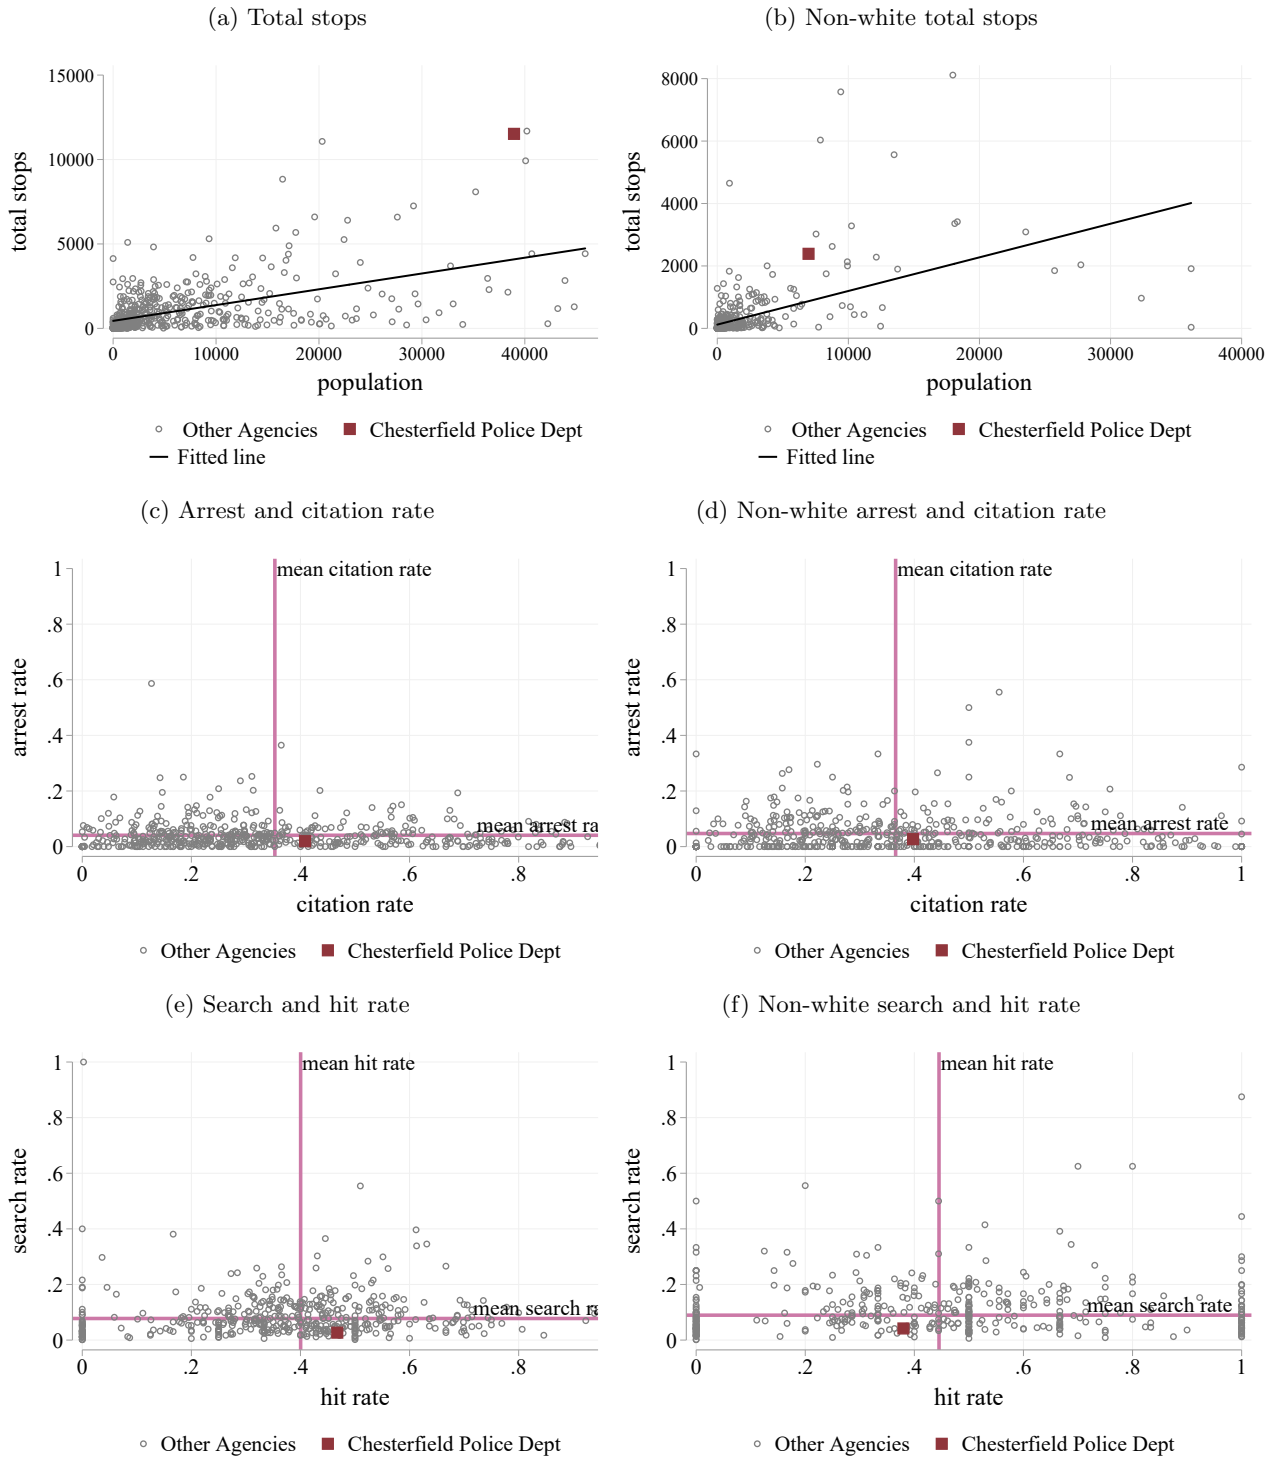 (a) Total stops
(b) Non-white total stops
15000
10000
5000
0
total stops
0 10000 20000 30000 40000
population
Other Agencies Chesterfield Police Dept
Fitted line
8000
6000
4000
2000
0
total stops
0 10000 20000 30000 40000
population
Other Agencies Chesterfield Police Dept
Fitted line
(c) Arrest and citation rate
(d) Non-white arrest and citation rate
1
.8
.6
.4
.2
0
arrest rate
mean citation rate
mean arrest ra
0 .2 .4 .6 .8
citation rate
Other Agencies Chesterfield Police Dept
1
.8
.6
.4
.2
0
arrest rate
mean citation rate
mean arrest rate
0 .2 .4 .6 .8 1
citation rate
Other Agencies Chesterfield Police Dept
(e) Search and hit rate
(f) Non-white search and hit rate
1
.8
.6
.4
.2
0
search rate
mean hit rate
mean search ra
0 .2 .4 .6 .8
hit rate
Other Agencies Chesterfield Police Dept
1
.8
.6
.4
.2
0
search rate
mean hit rate
mean search rate
0 .2 .4 .6 .8 1
hit rate
Other Agencies Chesterfield Police Dept